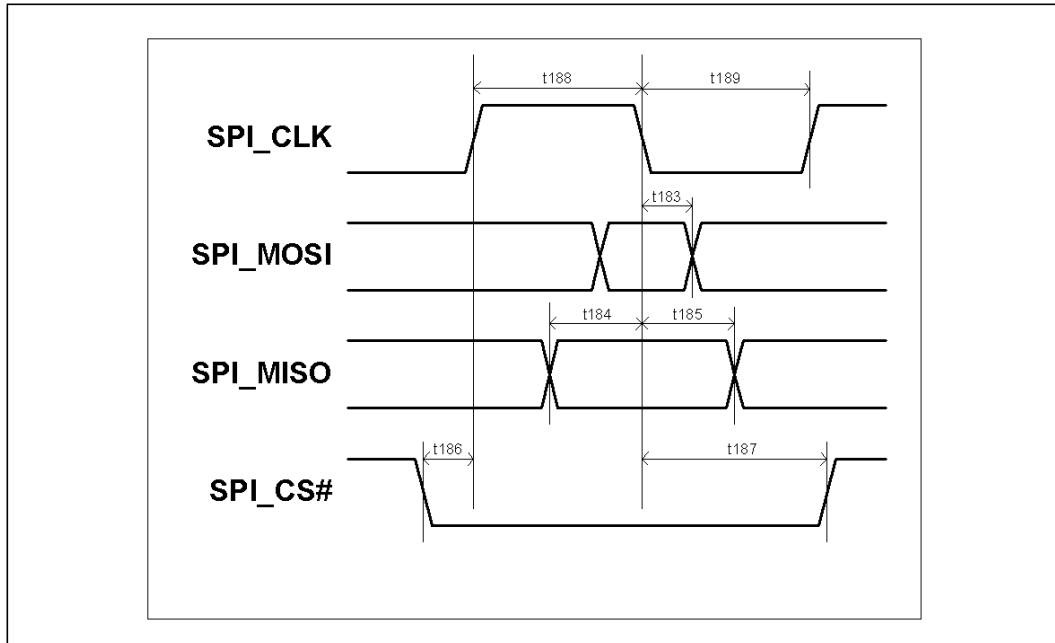 t188 t189
SPI_CLK
t183
SPI_MOSI
t184 t185
SPI_MISO
t186 t187
SPI_CS#